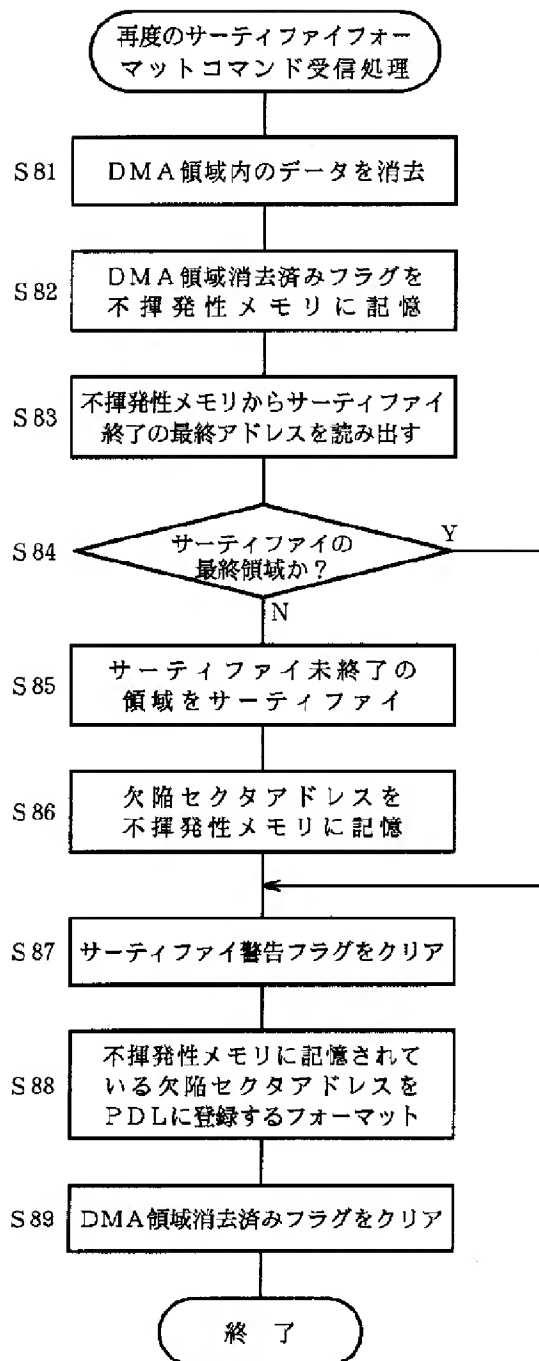 再度のサーティファイフォー
マットコマンド受信処理
S81
DMA領域内のデータを消去
S82
DMA領域消去済みフラグを
不揮発性メモリに記憶
S83
不揮発性メモリからサーティファイ
終了の最終アドレスを読み出す
S84
サーティファイの
最終領域か？
Y
N
S85
サーティファイ未終了の
領域をサーティファイ
S86
欠陥セクタアドレスを
不揮発性メモリに記憶
S87
サーティファイ警告フラグをクリア
S88
不揮発性メモリに記憶されて
いる欠陥セクタアドレスを
PDLに登録するフォーマット
S89
DMA領域消去済みフラグをクリア
終了